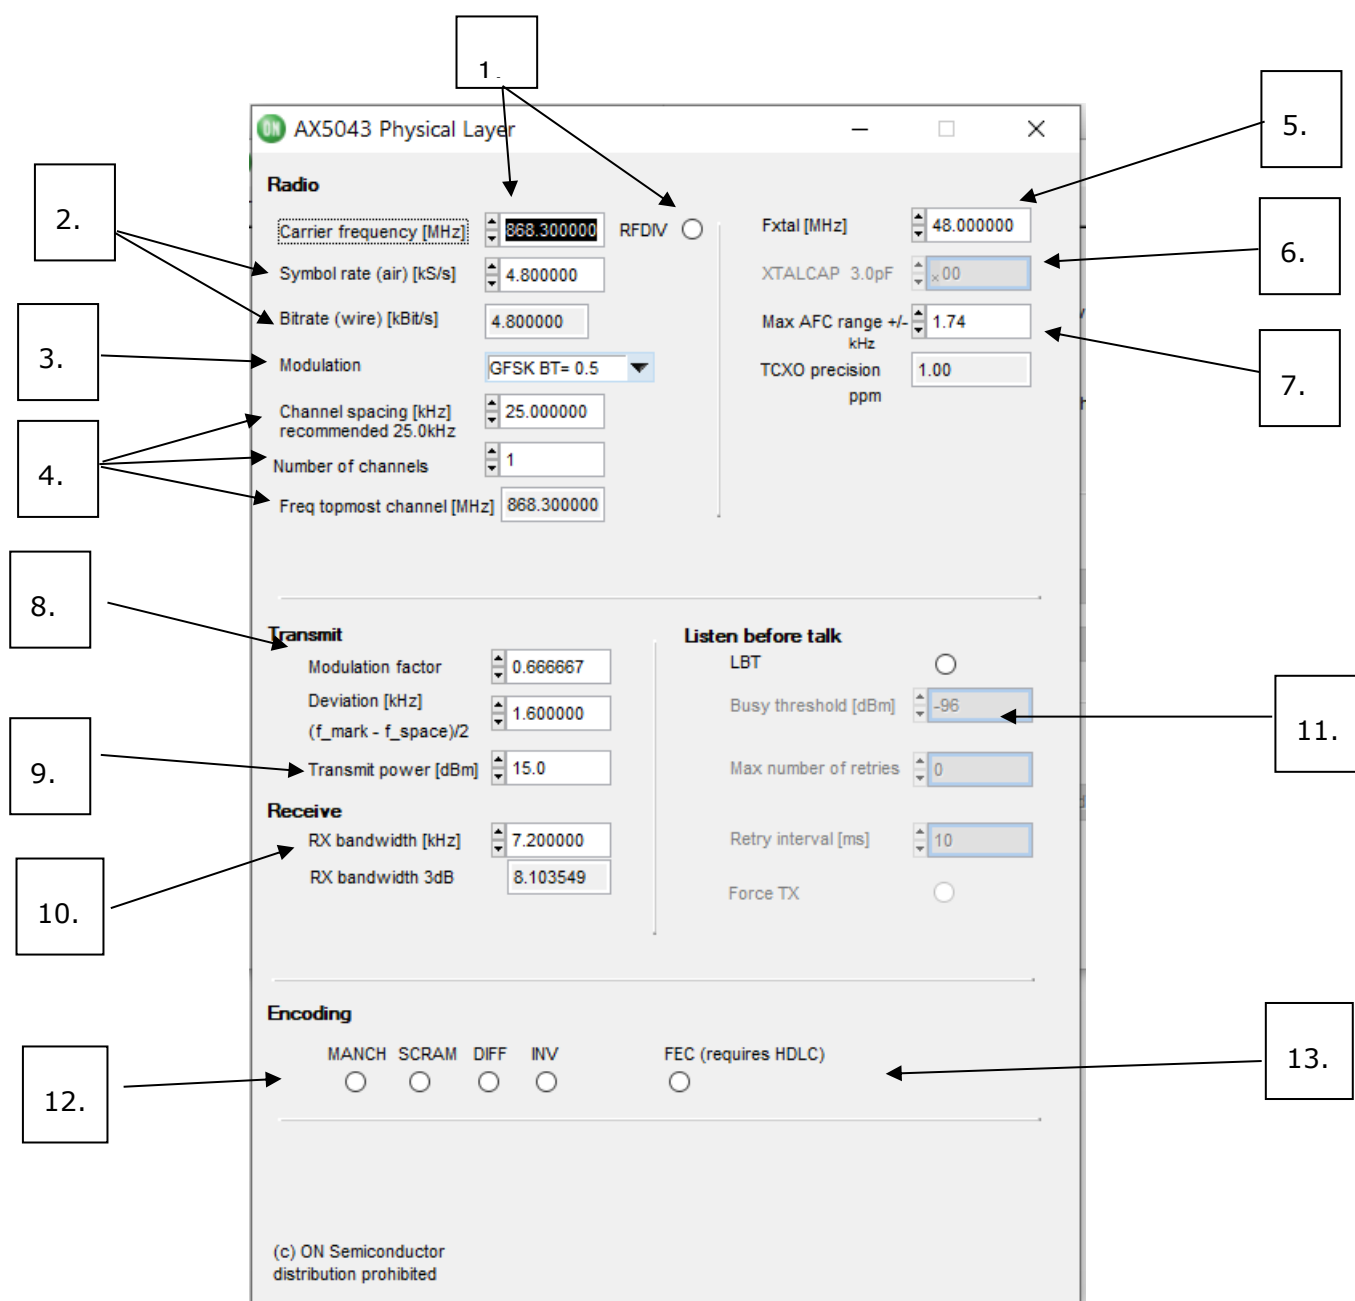 1.
ON AX5043 Physical Layer
5.
Radio
2.
Carrier frequency [MHz] 868.300000 RFDIV
Fxtal [MHz] 48.000000
6.
Symbol rate (air) [kS/s] 4.800000
XTALCAP 3.0pF x 00
Bitrate (wire) [kBit/s] 4.800000
Max AFC range +/- 1.74
kHz
3.
Modulation GFSK BT= 0.5
TCXO precision 1.00
ppm
7.
Channel spacing [kHz] 25.000000
recommended 25.0kHz
4.
Number of channels 1
Freq topmost channel [MHz] 868.300000
8.
Transmit
Modulation factor 0.666667
Deviation [kHz] 1.600000
(f_mark - f_space)/2
9.
Transmit power [dBm] 15.0
Receive
RX bandwidth [kHz] 7.200000
RX bandwidth 3dB 8.103549
10.
Listen before talk
LBT
Busy threshold [dBm] -96
11.
Max number of retries 0
Retry interval [ms] 10
Force TX
Encoding
MANCH SCRAM DIFF INV FEC (requires HDLC)
12.
13.
(c) ON Semiconductor
distribution prohibited